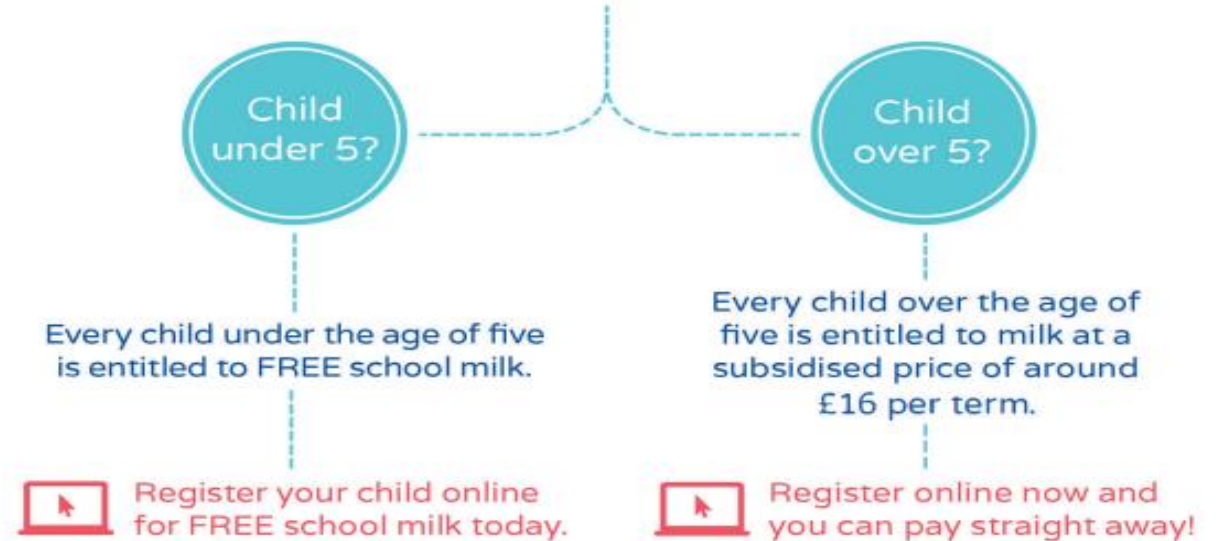 Child
under 5?
Every child under the age of five
is entitled to FREE school milk.
Register your child online
for FREE school milk today.
Child
over 5?
Every child over the age of
five is entitled to milk at a
subsidised price of around
£16 per term.
Register online now and
you can pay straight away!